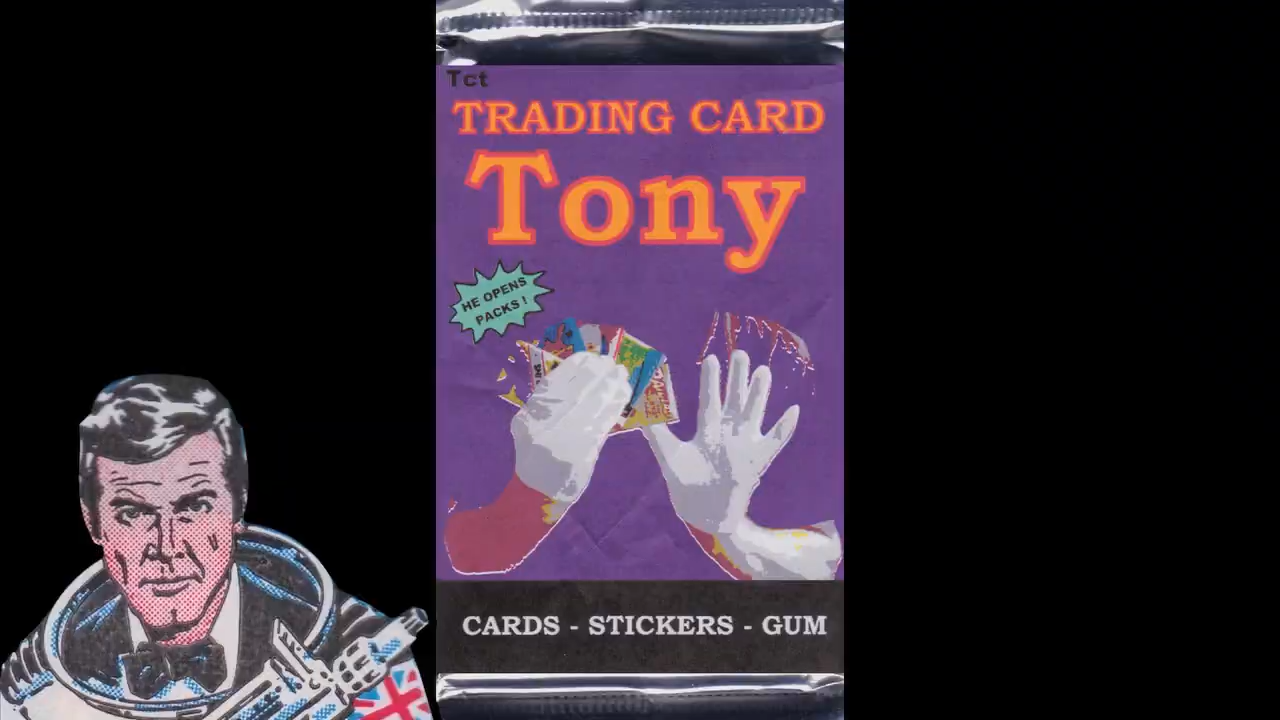 Tct
TRADING CARD
Tony
HE OPENS
PACKS !
CARDS - STICKERS - GUM